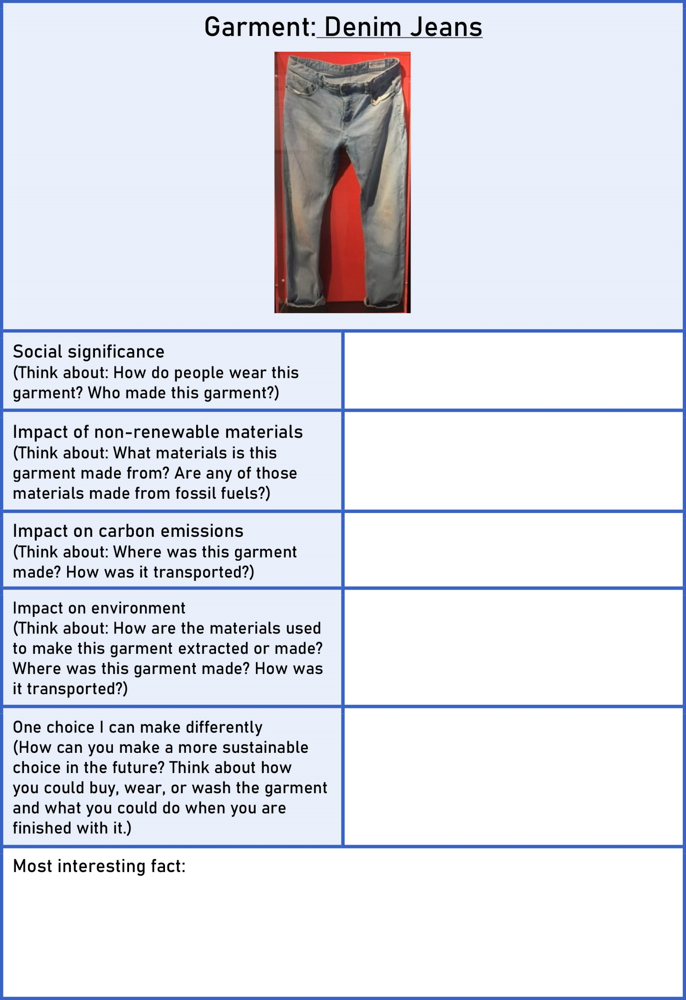 Garment: Denim Jeans
Social significance
(Think about: How do people wear this
garment? Who made this garment?)
Impact of non-renewable materials
(Think about: What materials is this
garment made from? Are any of those
materials made from fossil fuels?)
Impact on carbon emissions
(Think about: Where was this garment
made? How was it transported?)
Impact on environment
(Think about: How are the materials used
to make this garment extracted or made?
Where was this garment made? How was
it transported?)
One choice I can make differently
(How can you make a more sustainable
choice in the future? Think about how
you could buy, wear, or wash the garment
and what you could do when you are
finished with it.)
Most interesting fact: